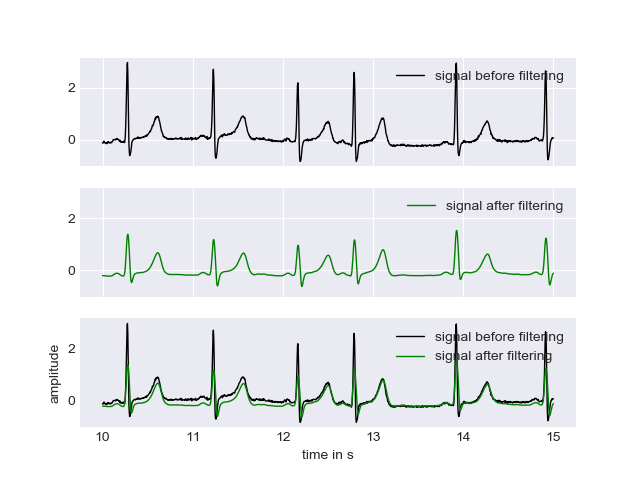 signal before filtering
2
0
signal after filtering
2
0
signal before filtering
signal after filtering
2
0
amplitude
10 11 12 13 14 15
time in s